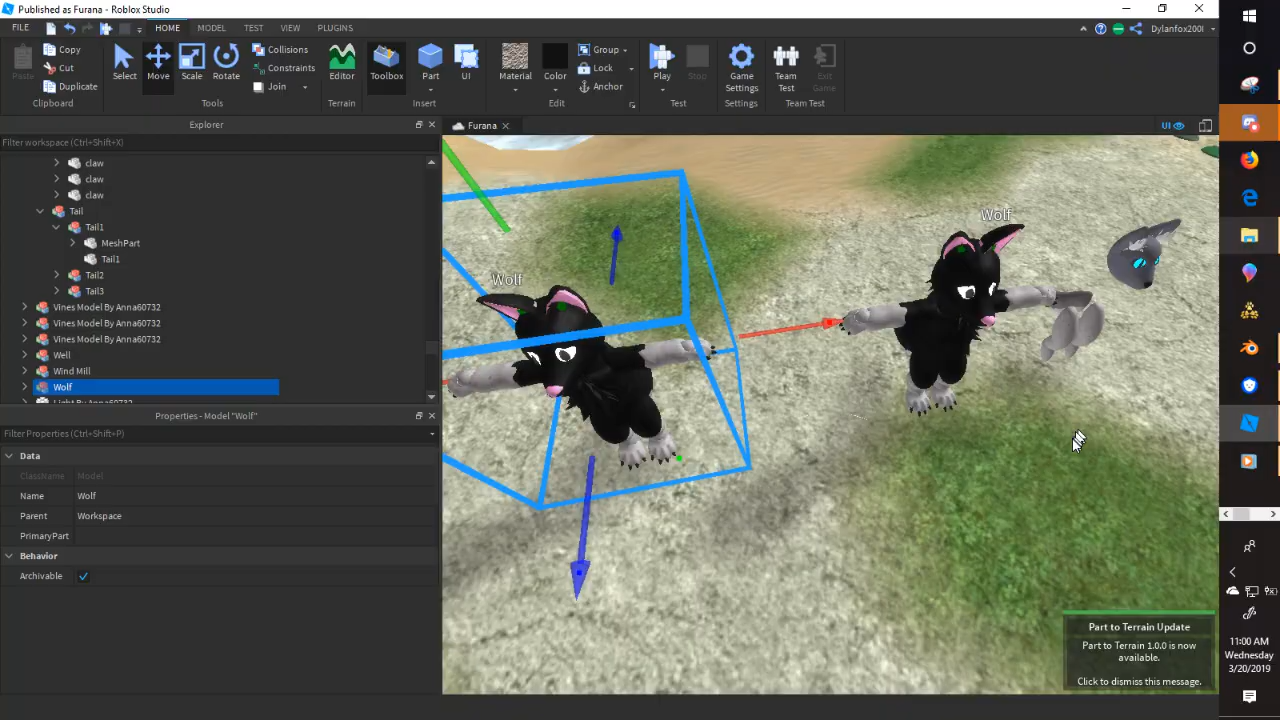 Published as Furana - Roblox Studio
FILE HOME MODEL TEST VIEW PLUGINS Dylanfox200l
Paste Copy Cut Duplicate Clipboard
Select Move Scale Rotate Collisions Constraints Join Tools
Editor Terrain
Toolbox Part UI Insert
Material Color Group Lock Anchor Edit
Play Stop Test
Game Settings Settings
Team Test Exit Game Team Test
Explorer
Furana
UI
Filter workspace (Ctrl+Shift+X)
claw
claw
claw
Tail
Tail1
MeshPart
Tail1
Tail2
Tail3
Vines Model By Anna60732
Vines Model By Anna60732
Vines Model By Anna60732
Well
Wind Mill
Wolf
Light By Anna60732
Wolf
Wolf
Properties - Model "Wolf"
Filter Properties (Ctrl+Shift+P)
Data
ClassName Model
Name Wolf
Parent Workspace
PrimaryPart
Behavior
Archivable
Part to Terrain Update
Part to Terrain 1.0.0 is now
available.
Click to dismiss this message.
11:00 AM
Wednesday
3/20/2019